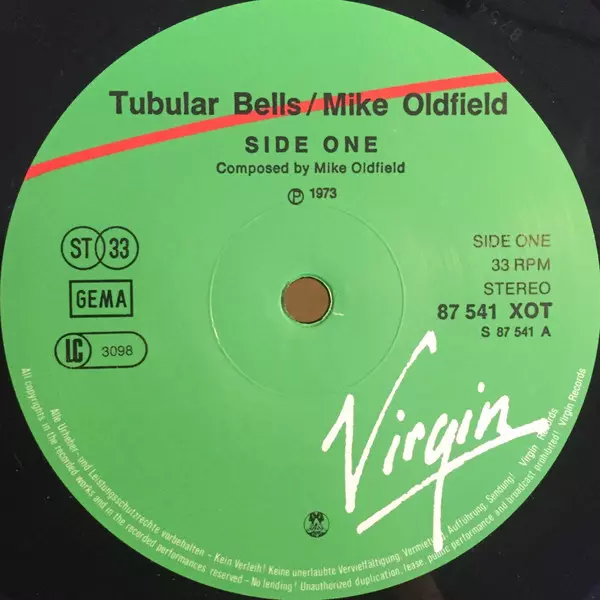 Tubular Bells/Mike Oldfield
SIDE ONE
Composed by Mike Oldfield
℗ 1973
ST 33
GEMA
LC 3098
SIDE ONE
33 RPM
STEREO
87 541 XOT
S 87 541 A
Virgin
Alle Urheber- und Leistungsschutzrechte vorbehalten - Kein Verleih! Keine unerlaubte Vervielfältigung, Vermietung, Aufführung, Sendung! Virgin Records
All copyrights in the recorded works and in the recorded performances reserved - No lending! Unauthorized duplication, lease, public performance and broadcast prohibited! Virgin Records